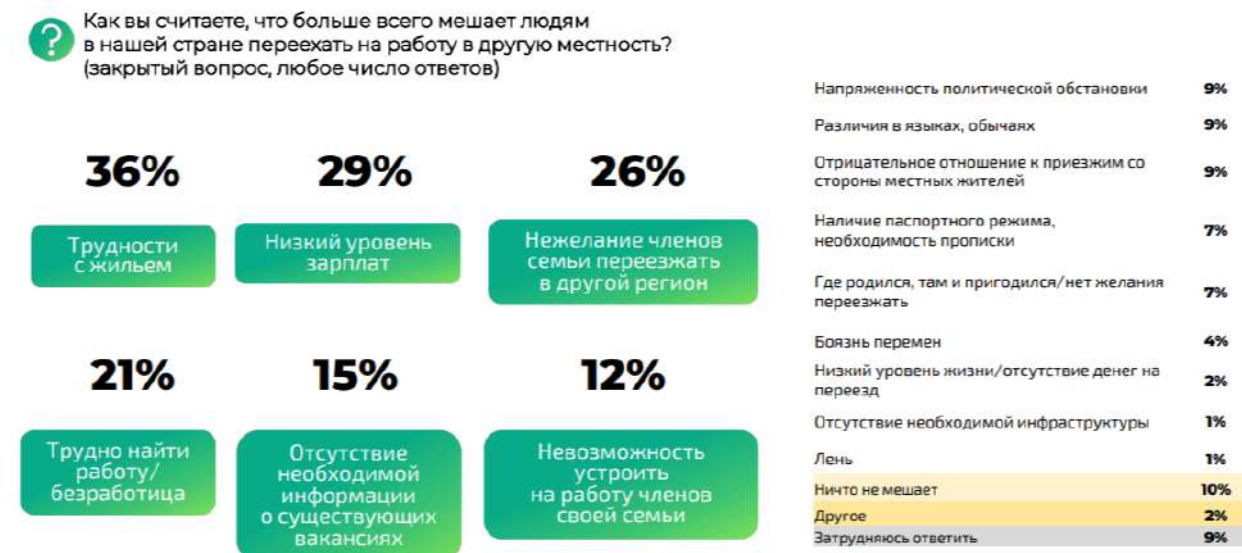 ?
Как вы считаете, что больше всего мешает людям
в нашей стране переехать на работу в другую местность?
(закрытый вопрос, любое число ответов)
36%
Трудности
с жильем
29%
Низкий уровень
зарплат
26%
Нежелание членов
семьи переезжать
в другой регион
21%
Трудно найти
работу/
безработица
15%
Отсутствие
необходимой
информации
о существующих
вакансиях
12%
Невозможность
устроить
на работу членов
своей семьи
Напряженность политической обстановки 9%
Различия в языках, обычаях 9%
Отрицательное отношение к приезжим со
стороны местных жителей 9%
Наличие паспортного режима,
необходимость прописки 7%
Где родился, там и пригодился/нет желания
переезжать 7%
Боязнь перемен 4%
Низкий уровень жизни/отсутствие денег на
переезд 2%
Отсутствие необходимой инфраструктуры 1%
Лень 1%
Ничто не мешает 10%
Другое 2%
Затрудняюсь ответить 9%